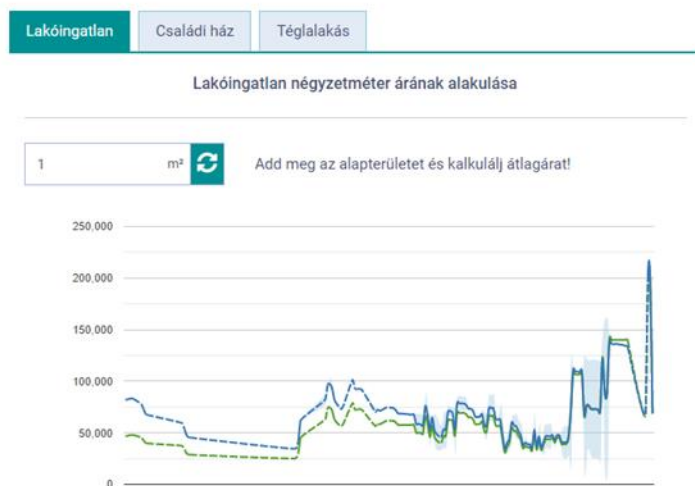 Lakóingatlan Családi ház Téglalakás
Lakóingatlan négyzetméter árának alakulása
1 m² Add meg az alapterületet és kalkulálj átlagárat!
250,000
200,000
150,000
100,000
50,000
0